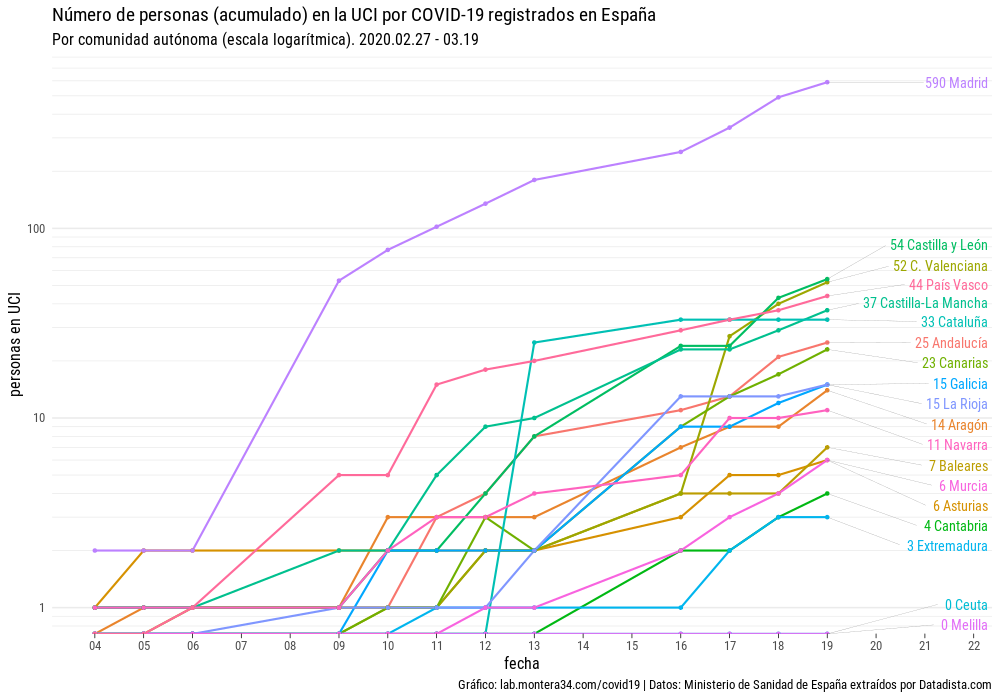 Número de personas (acumulado) en la UCI por COVID-19 registrados en España
Por comunidad autónoma (escala logarítmica). 2020.02.27 - 03.19
personas en UCI
100
10
1
590 Madrid
54 Castilla y León
52 C. Valenciana
44 País Vasco
37 Castilla-La Mancha
33 Cataluña
25 Andalucía
23 Canarias
15 Galicia
15 La Rioja
14 Aragón
11 Navarra
7 Baleares
6 Murcia
6 Asturias
4 Cantabria
3 Extremadura
0 Ceuta
0 Melilla
04 05 06 07 08 09 10 11 12 13 14 15 16 17 18 19 20 21 22
fecha
Gráfico: lab.montera34.com/covid19 | Datos: Ministerio de Sanidad de España extraídos por Datadista.com